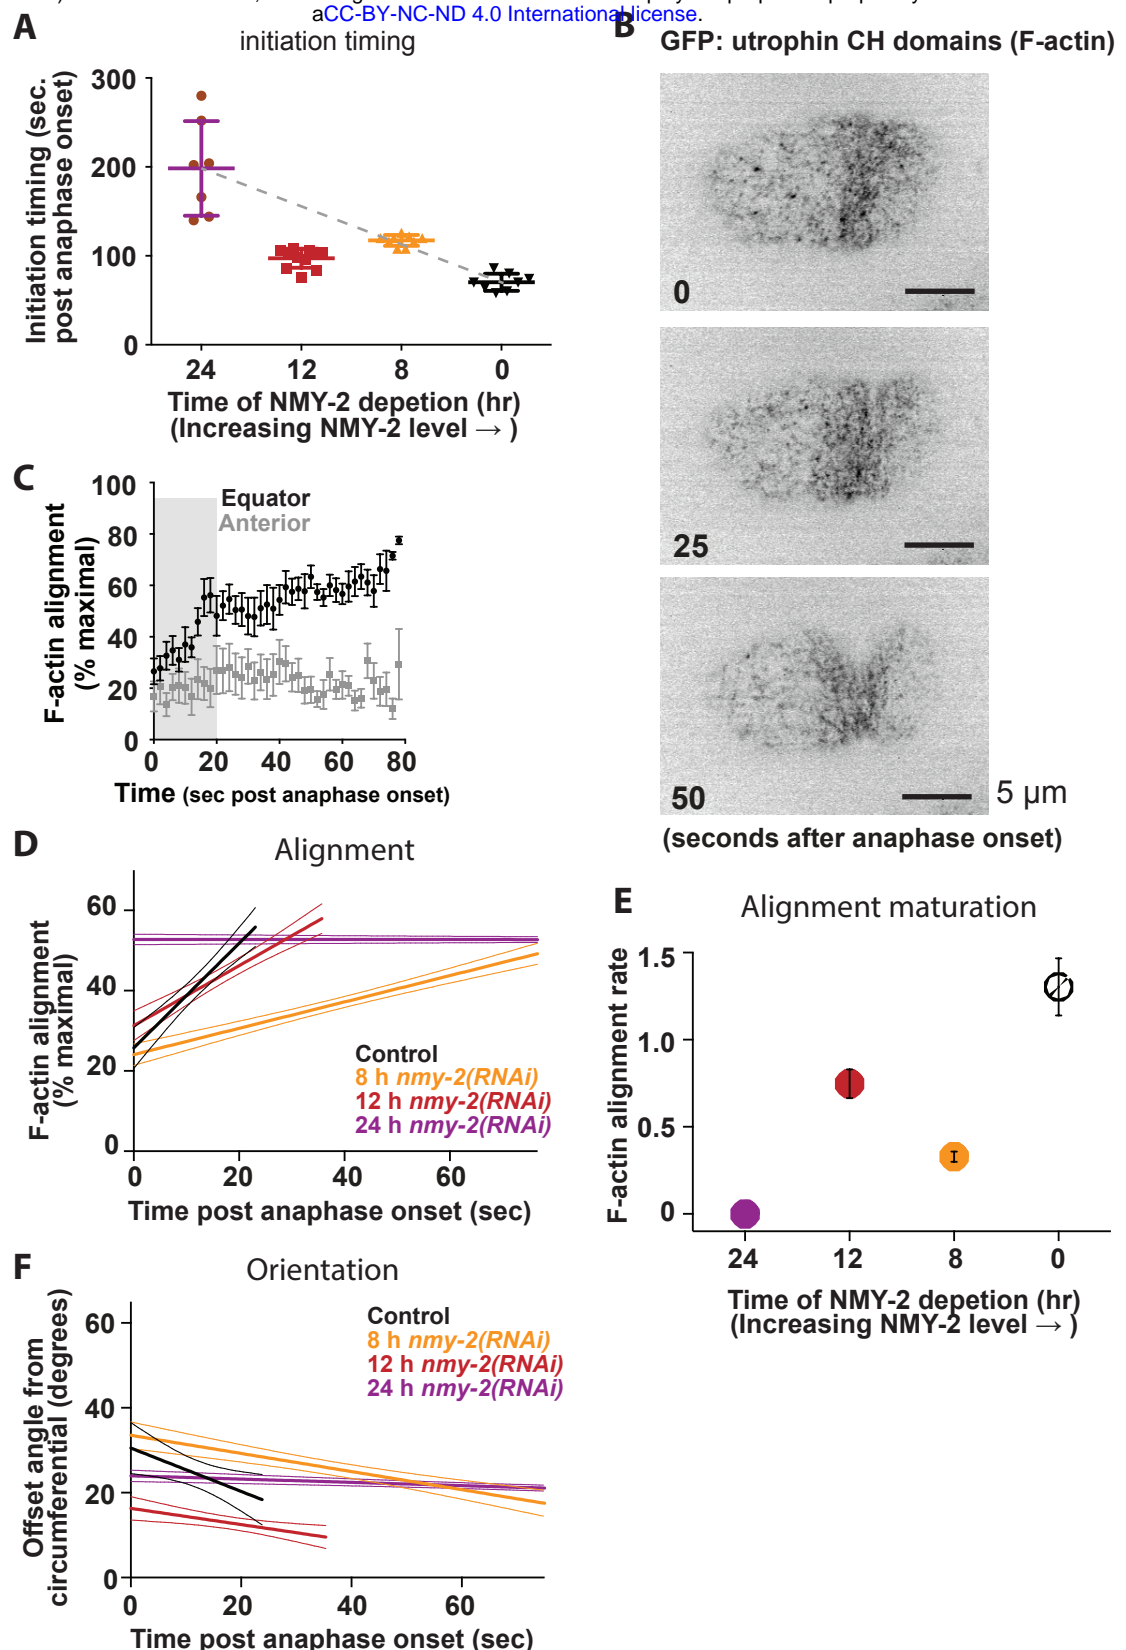 aCC-BY-NC-ND 4.0 International license.
A
initiation timing
Initiation timing (sec.
post anaphase onset)
300
200
100
0
24
12
8
0
Time of NMY-2 depetion (hr)
(Increasing NMY-2 level → )
B
GFP: utrophin CH domains (F-actin)
0
25
50
5 µm
(seconds after anaphase onset)
C
F-actin alignment
(% maximal)
100
80
60
40
20
0
Equator
Anterior
0
20
40
60
80
Time (sec post anaphase onset)
D
Alignment
F-actin alignment
(% maximal)
60
40
20
0
Control
8 h nmy-2(RNAi)
12 h nmy-2(RNAi)
24 h nmy-2(RNAi)
0
20
40
60
Time post anaphase onset (sec)
E
Alignment maturation
F-actin alignment rate
1.5
1.0
0.5
0
24
12
8
0
Time of NMY-2 depetion (hr)
(Increasing NMY-2 level → )
F
Orientation
Offset angle from
circumferential (degrees)
60
40
20
0
Control
8 h nmy-2(RNAi)
12 h nmy-2(RNAi)
24 h nmy-2(RNAi)
0
20
40
60
Time post anaphase onset (sec)